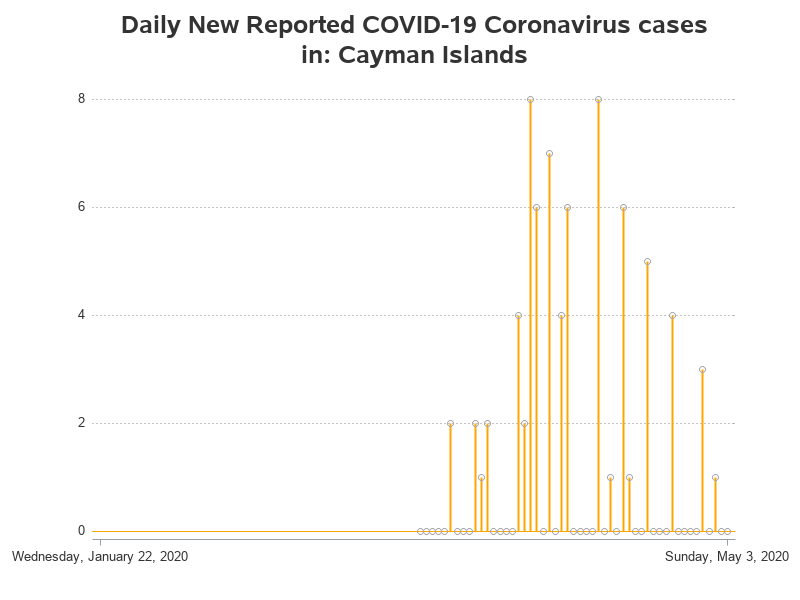 Daily New Reported COVID-19 Coronavirus cases
in: Cayman Islands
8
6
4
2
0
Wednesday, January 22, 2020
Sunday, May 3, 2020